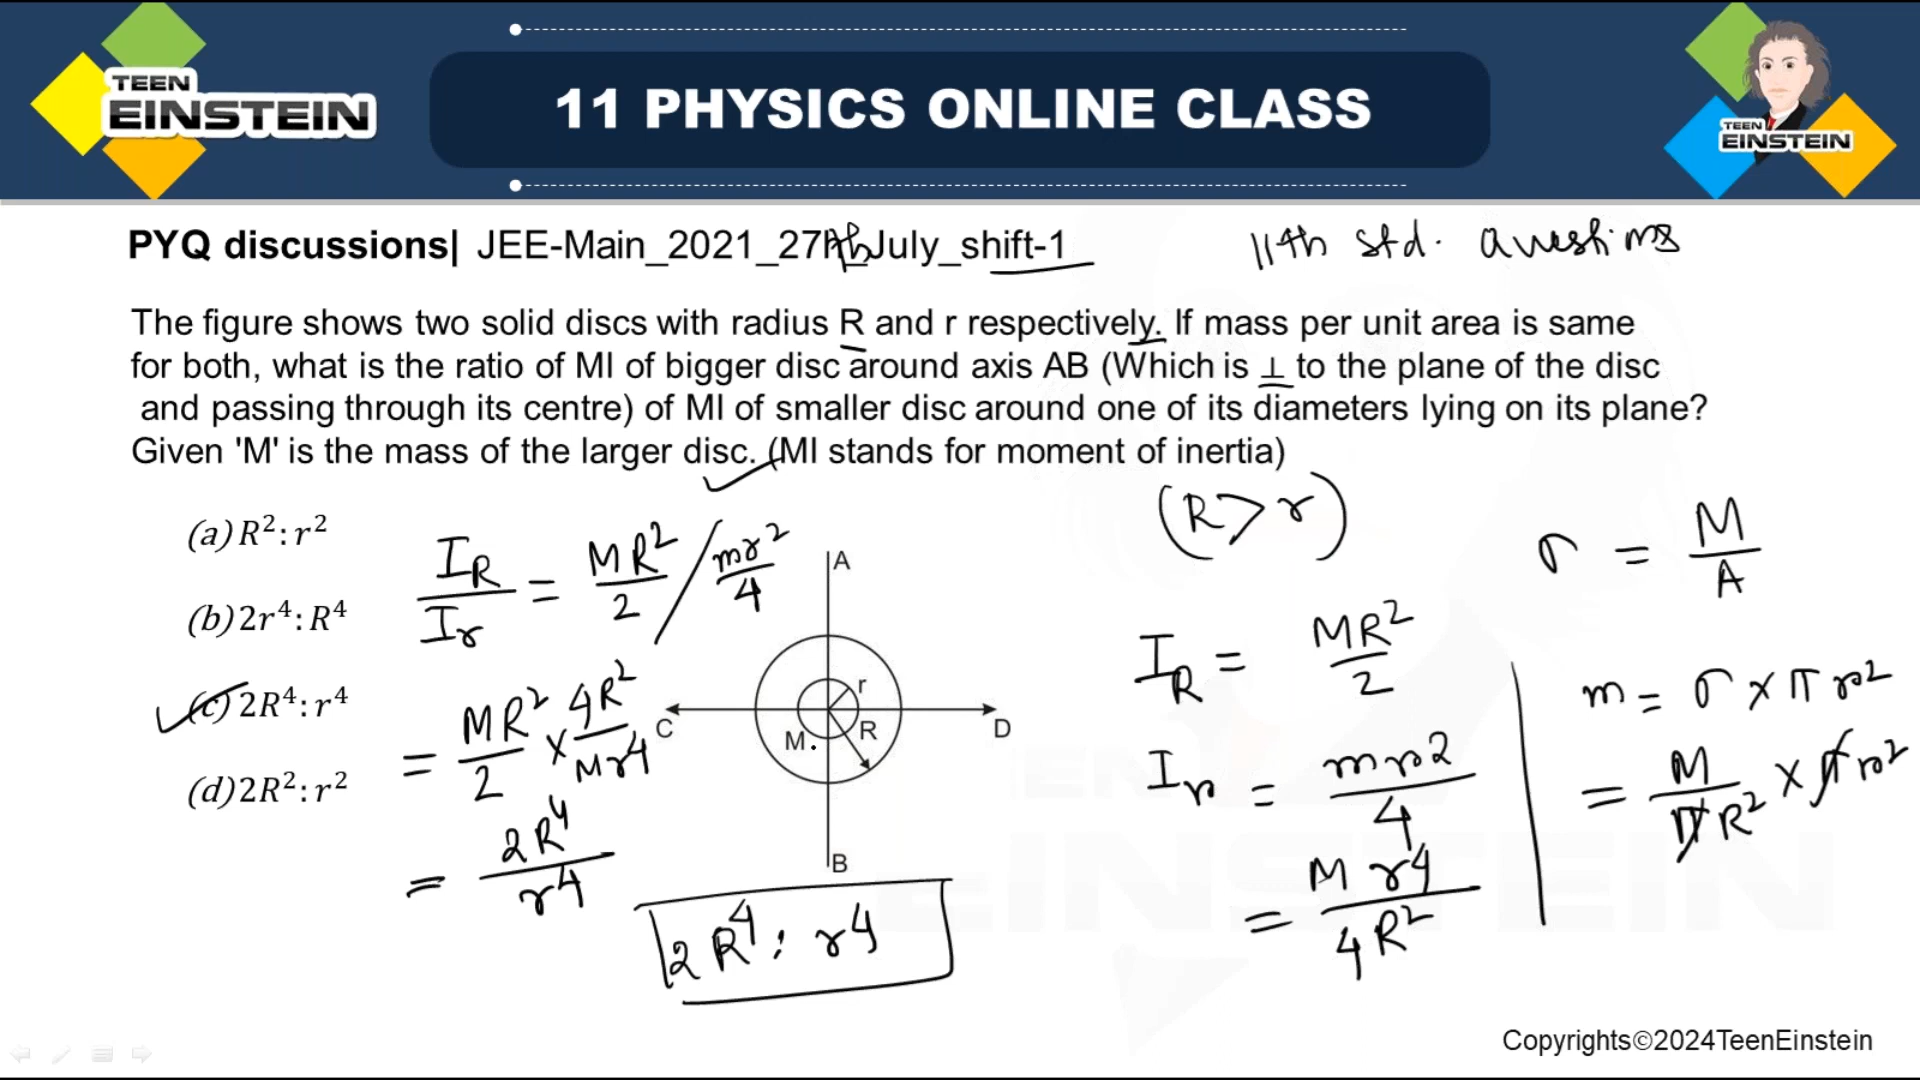 TEEN
EINSTEIN
11 PHYSICS ONLINE CLASS
TEEN
EINSTEIN
PYQ discussions| JEE-Main_2021_27th_July_shift-1
11th std. Questions
The figure shows two solid discs with radius R and r respectively. If mass per unit area is same
for both, what is the ratio of MI of bigger disc around axis AB (Which is ⊥ to the plane of the disc
and passing through its centre) of MI of smaller disc around one of its diameters lying on its plane?
Given 'M' is the mass of the larger disc. (MI stands for moment of inertia)
(a) R²: r²
(b) 2r⁴: R⁴
(c) 2R⁴: r⁴
(d) 2R²: r²
I_R/I_r = MR²/2 / mr²/4
= MR²/2 × 4R²/Mr⁴
= 2R⁴/r⁴
2R⁴ : r⁴
A
r
C
M.
R
D
B
(R > r)
I_R = MR²/2
I_r = mr²/4
= Mr⁴/4R²
σ = M/A
m = σ × πr²
= M/πR² × πr²
Copyrights©2024TeenEinstein